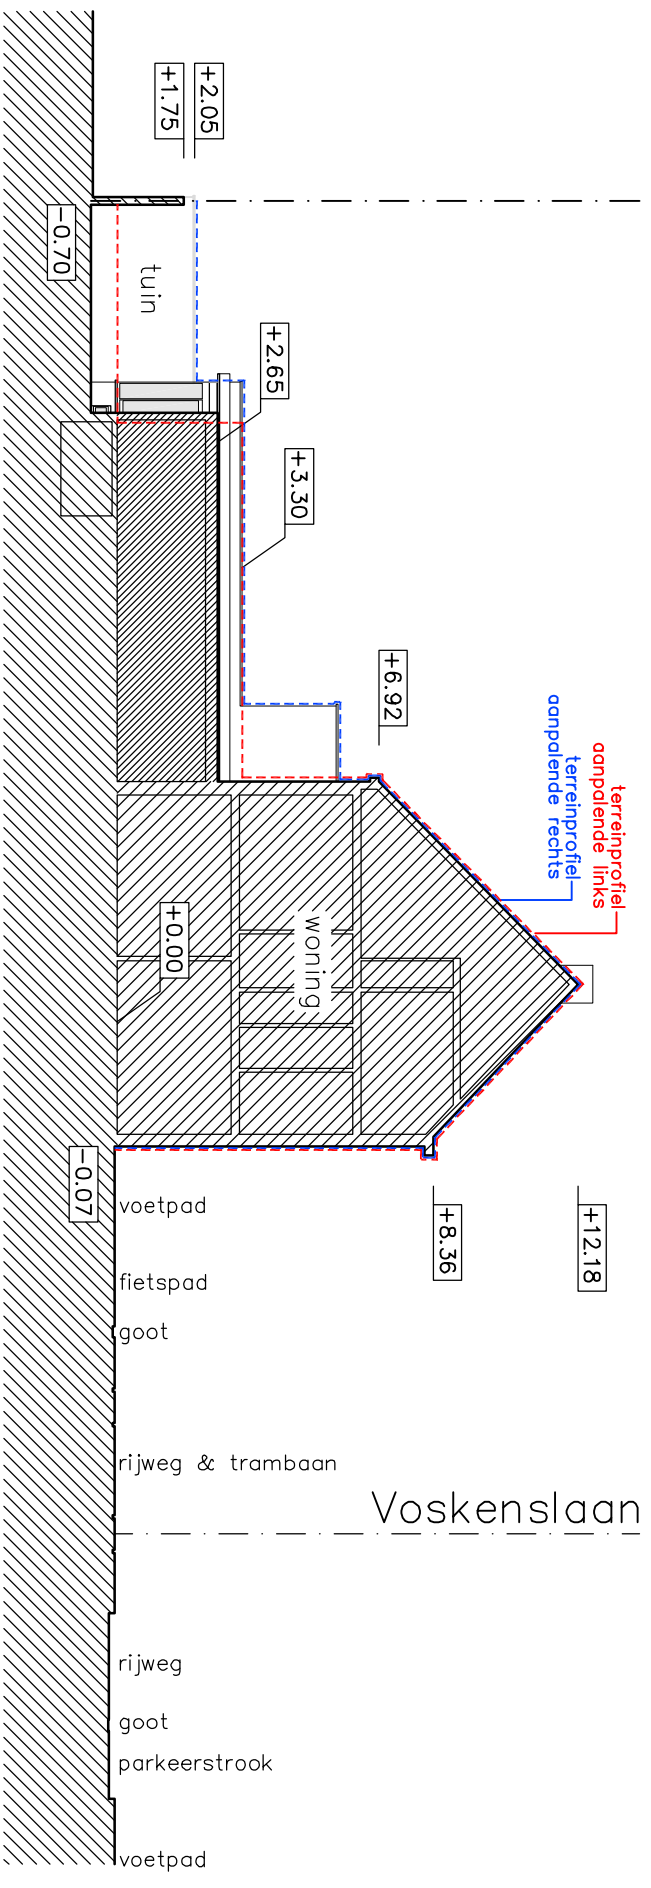 +2.05
+1.75
-0.70
tuin
+2.65
+3.30
+6.92
terreinprofiel
aanpalende links
terreinprofiel
aanpalende rechts
woning
+0.00
-0.07
+8.36
+12.18
voetpad
fietspad
goot
rijweg & trambaan
Voskenslaan
rijweg
goot
parkeerstrook
voetpad